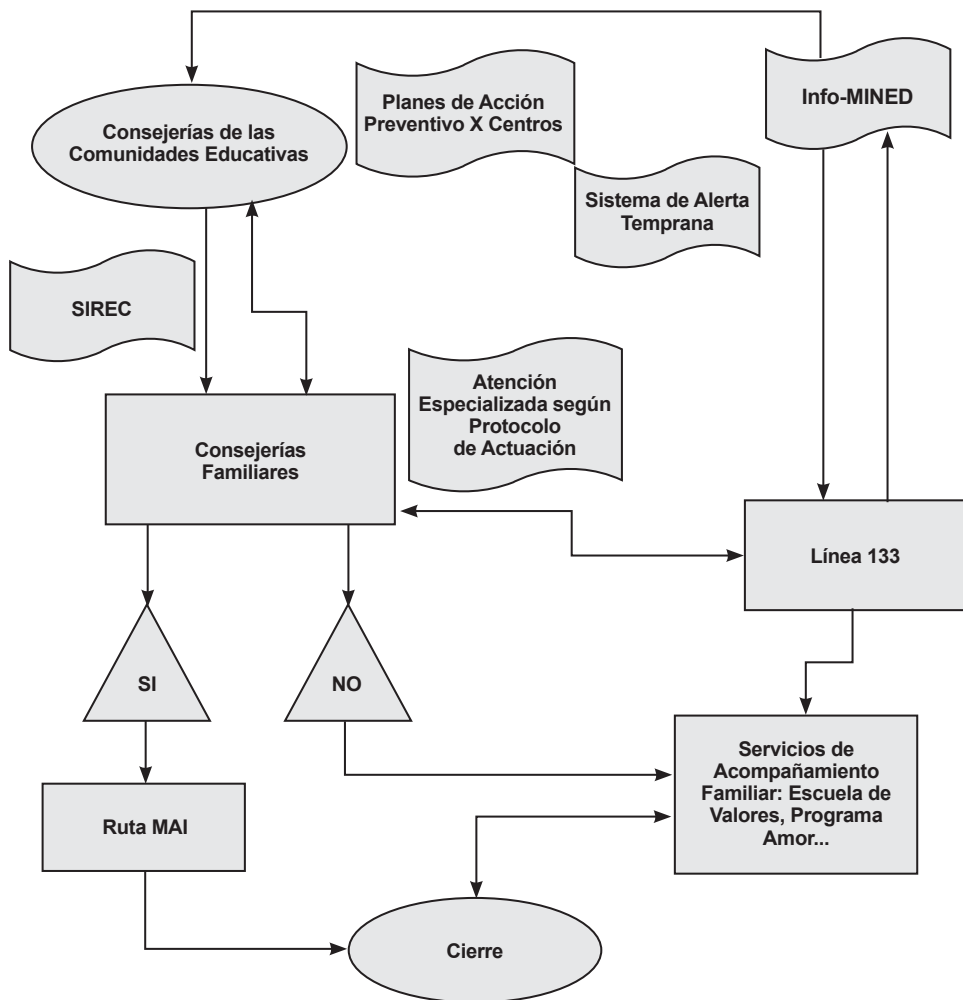 Info-MINED
Planes de Acción
Preventivo X Centros
Consejerías de las
Comunidades Educativas
Sistema de Alerta
Temprana
SIREC
Atención
Especializada según
Protocolo
de Actuación
Consejerías
Familiares
Línea 133
SI
NO
Servicios de
Acompañamiento
Familiar: Escuela de
Valores, Programa
Amor...
Ruta MAI
Cierre